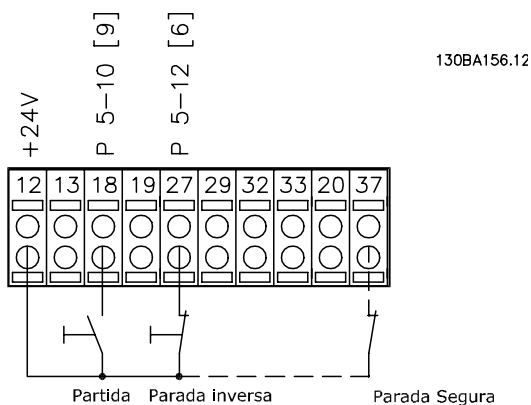 130BA156.12
+24V
P 5-10 [9]
P 5-12 [6]
12 13 18 19 27 29 32 33 20 37
Partida Parada inversa Parada Segura